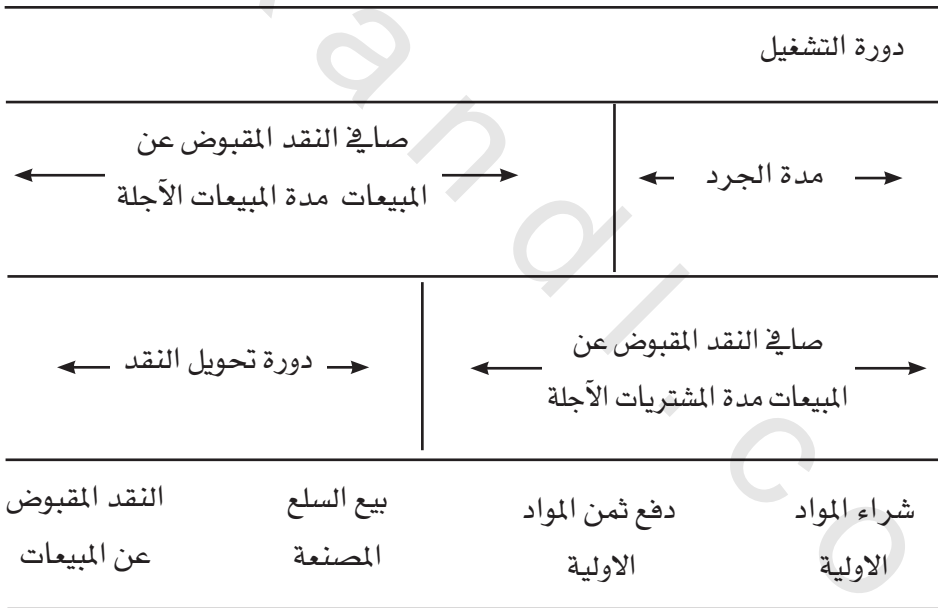 دورة التشغيل
مدة الجرد
صافي النقد المقبوض عن
المبيعات مدة المبيعات الآجلة
صافي النقد المقبوض عن
المبيعات مدة المشتريات الآجلة
دورة تحويل النقد
شراء المواد
الاولية
دفع ثمن المواد
الاولية
بيع السلع
المصنعة
النقد المقبوض
عن المبيعات